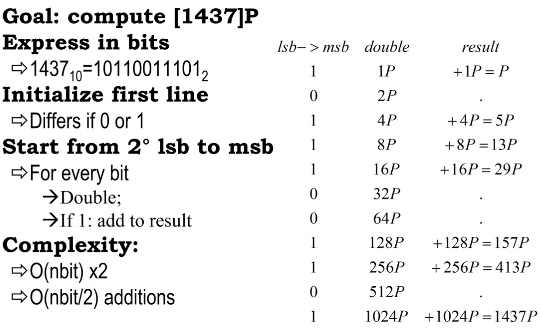 Goal: compute [1437]P
Express in bits
⇨1437₁₀=10110011101₂
Initialize first line
⇨Differs if 0 or 1
Start from 2° lsb to msb
⇨For every bit
→Double;
→If 1: add to result
Complexity:
⇨O(nbit) x2
⇨O(nbit/2) additions
lsb–> msb double result
1 1P +1P = P
0 2P .
1 4P +4P = 5P
1 8P +8P = 13P
1 16P +16P = 29P
0 32P .
0 64P .
1 128P +128P = 157P
1 256P +256P = 413P
0 512P .
1 1024P +1024P = 1437P